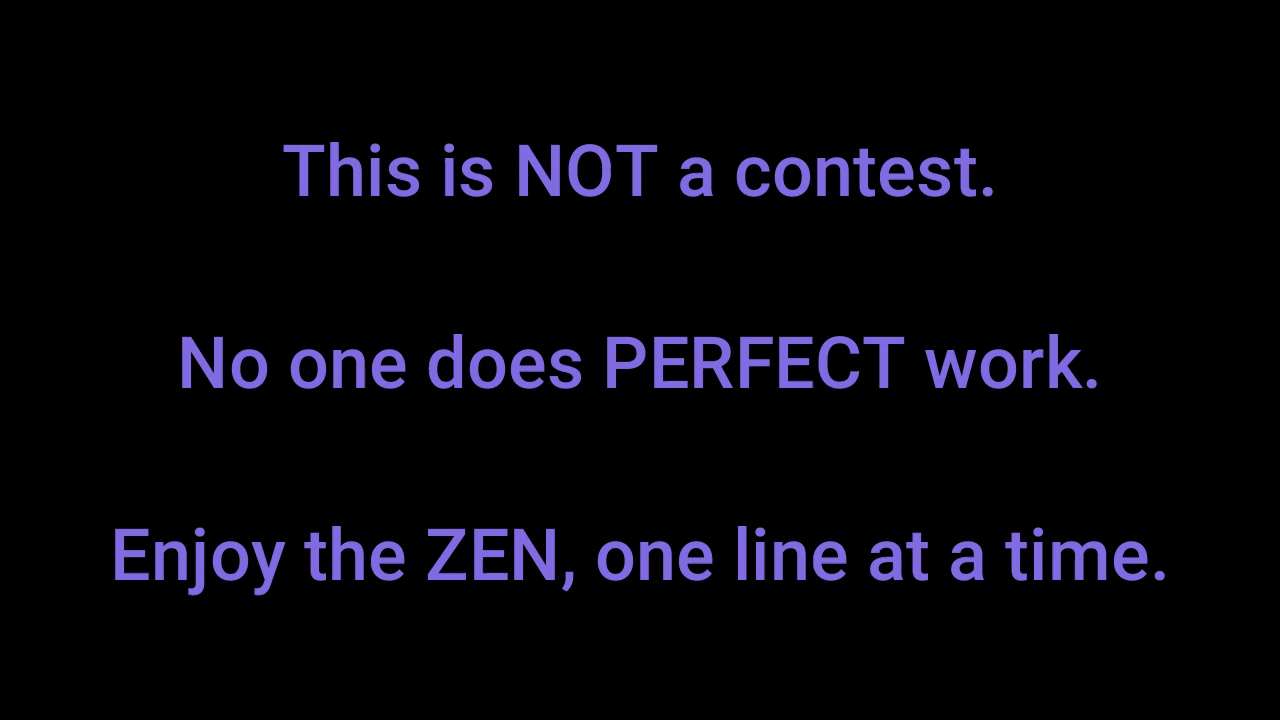 This is NOT a contest.
No one does PERFECT work.
Enjoy the ZEN, one line at a time.